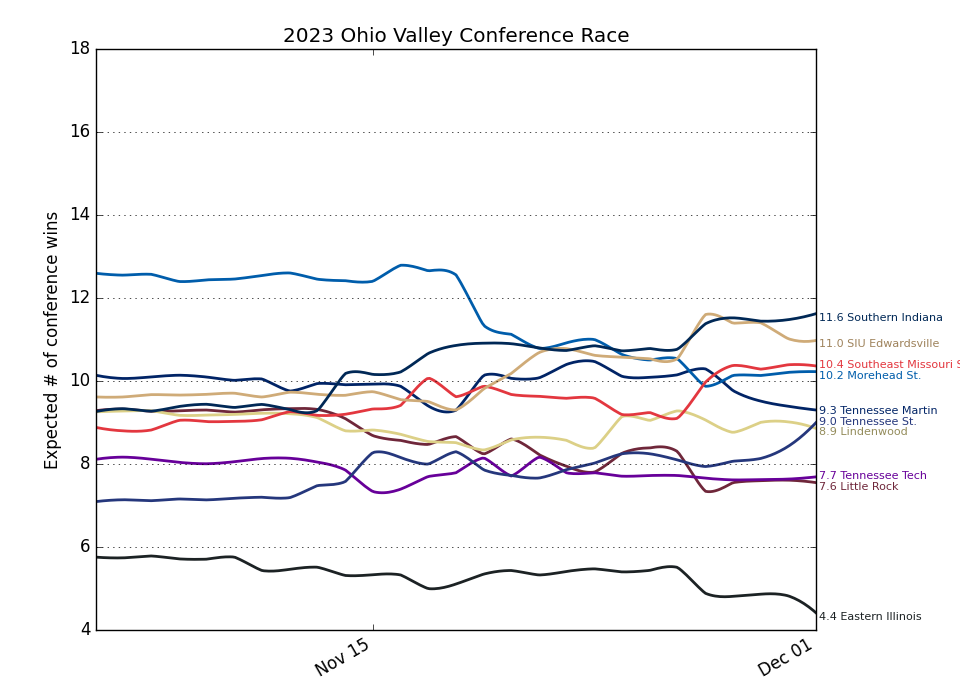 2023 Ohio Valley Conference Race
Expected # of conference wins
18
16
14
12
10
8
6
4
Nov 15
Dec 01
11.6 Southern Indiana
11.0 SIU Edwardsville
10.4 Southeast Missouri S
10.2 Morehead St.
9.3 Tennessee Martin
9.0 Tennessee St.
8.9 Lindenwood
7.7 Tennessee Tech
7.6 Little Rock
4.4 Eastern Illinois